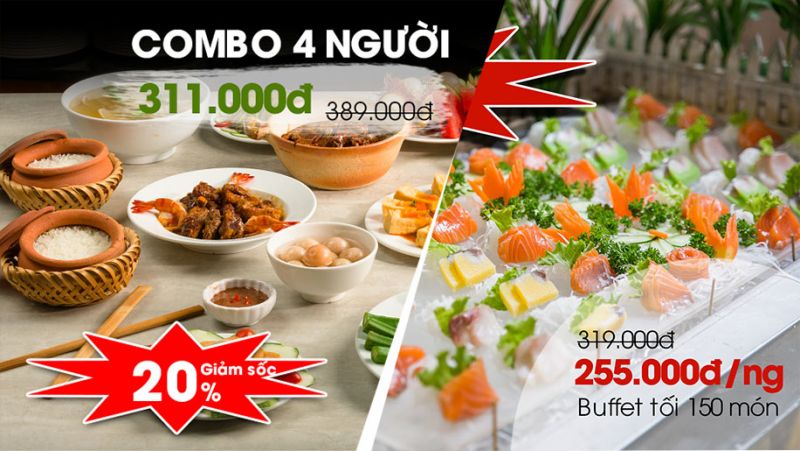 COMBO 4 NGƯỜI
311.000đ 389.000đ
Giảm sốc
20%
319.000đ
255.000đ/ng
Buffet tối 150 món